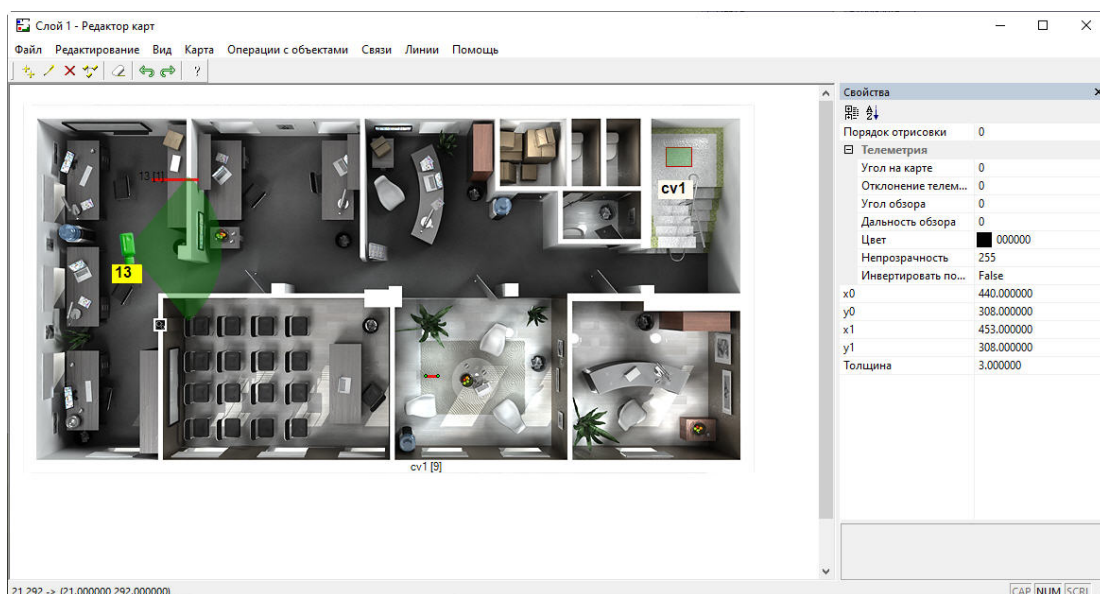 Слой 1 - Редактор карт
Файл Редактирование Вид Карта Операции с объектами Связи Линии Помощь
?
Свойства
Порядок отрисовки 0
Телеметрия
Угол на карте 0
Отклонение телем... 0
Угол обзора 0
Дальность обзора 0
Цвет 000000
Непрозрачность 255
Инвертировать по... False
x0 440.000000
y0 308.000000
x1 453.000000
y1 308.000000
Толщина 3.000000
13 [1]
cv1
13
cv1 [9]
21,292 -> (21.000000,292.000000)
CAP NUM SCRL